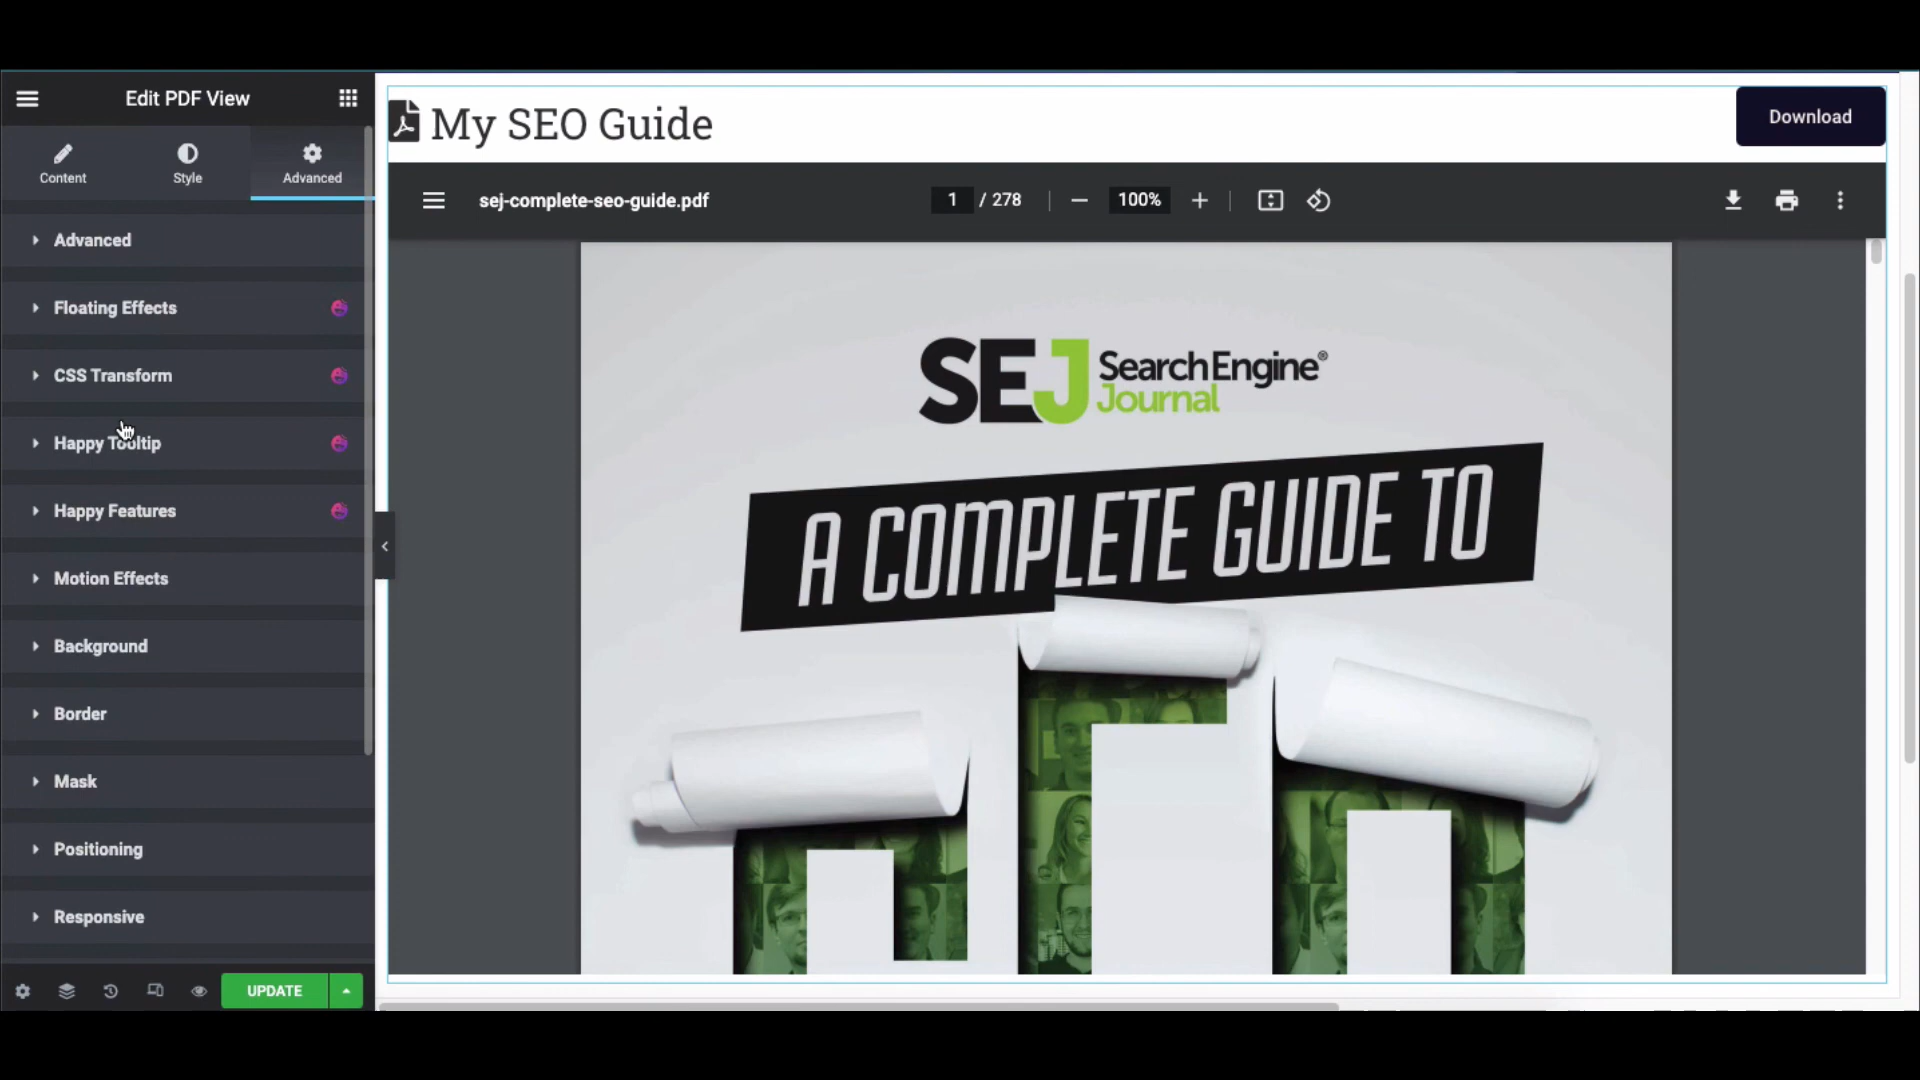 Edit PDF View
Content
Style
Advanced
Advanced
Floating Effects
CSS Transform
Happy Tooltip
Happy Features
Motion Effects
Background
Border
Mask
Positioning
Responsive
UPDATE
My SEO Guide
Download
sej-complete-seo-guide.pdf
1 / 278
100%
SEJ Search Engine®
Journal
A COMPLETE GUIDE TO